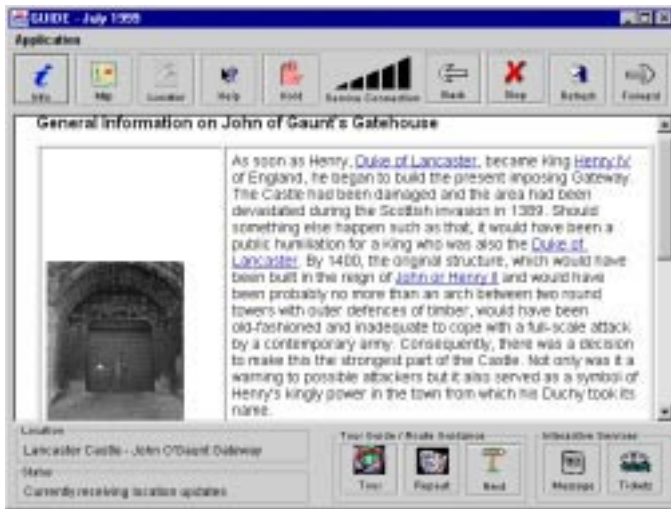 GUIDE - July 1999
Application
Info Map Location Help Hold Service Connection Back Stop Refresh Forward
General Information on John of Gaunt's Gatehouse
As soon as Henry, Duke of Lancaster, became King Henry IV
of England, he began to build the present imposing Gateway.
The Castle had been damaged and the area had been
devastated during the Scottish invasion in 1389. Should
something else happen such as that, it would have been a
public humiliation for a King who was also the Duke of
Lancaster. By 1400, the original structure, which would have
been built in the reign of John or Henry II and would have
been probably no more than an arch between two round
towers with outer defences of timber, would have been
old-fashioned and inadequate to cope with a full-scale attack
by a contemporary army. Consequently, there was a decision
to make this the strongest part of the Castle. Not only was it a
warning to possible attackers but it also served as a symbol of
Henry's kingly power in the town from which his Duchy took its
name.
Location
Lancaster Castle - John O'Gaunt Gateway
Status
Currently receiving location updates
Tour Guide / Route Guidance
Tour Repeat Next
Interactive Services
Message Tickets